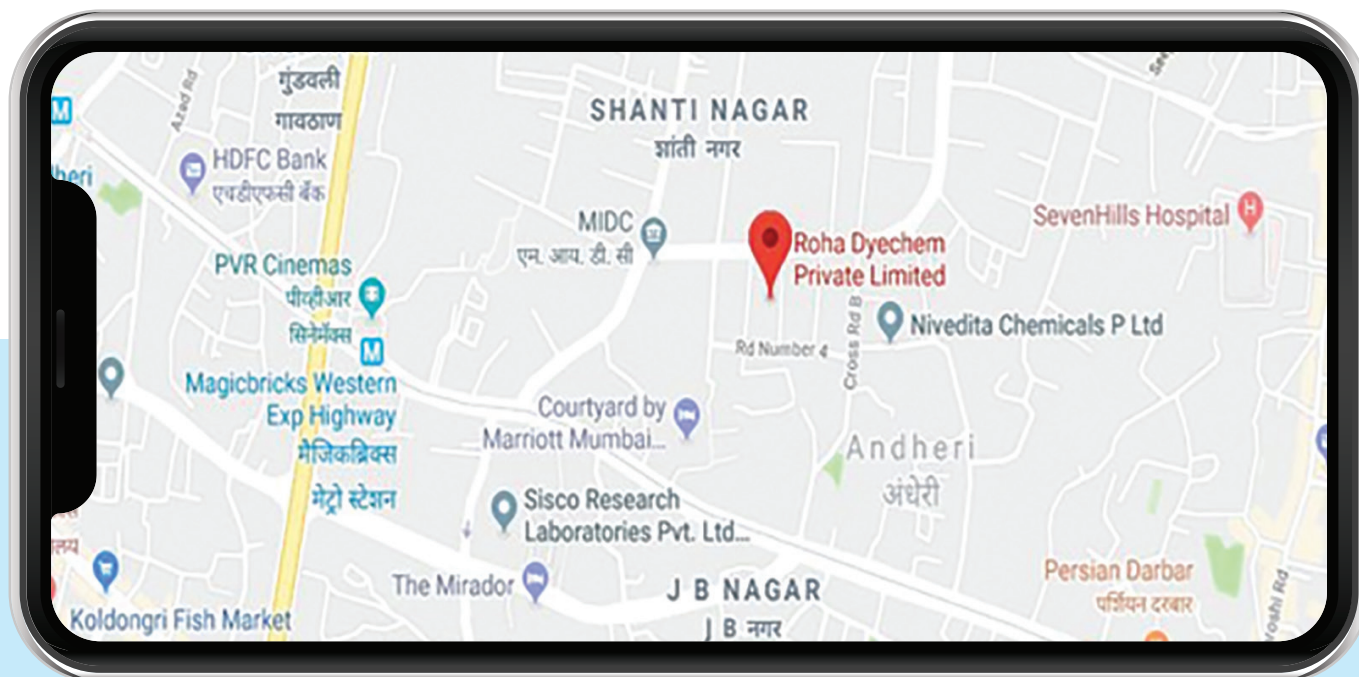 गुंडवली
गावठाण
Azad Rd
M
HDFC Bank
एचडीएफसी बँक
SHANTI NAGAR
शांती नगर
MIDC
एम. आय. डी. सी
Roha Dyechem
Private Limited
SevenHills Hospital
H
PVR Cinemas
पीव्हीआर
सिनेमॅक्स
M
Magicbricks Western
Exp Highway
मॅजिकब्रिक्स
मेट्रो स्टेशन
Nivedita Chemicals P Ltd
Rd Number 4
Cross Rd B
Courtyard by
Marriott Mumbai...
Andheri
अंधेरी
Sisco Research
Laboratories Pvt. Ltd...
The Mirador
J B NAGAR
J B नगर
Koldongri Fish Market
Persian Darbar
पर्शियन दरबार